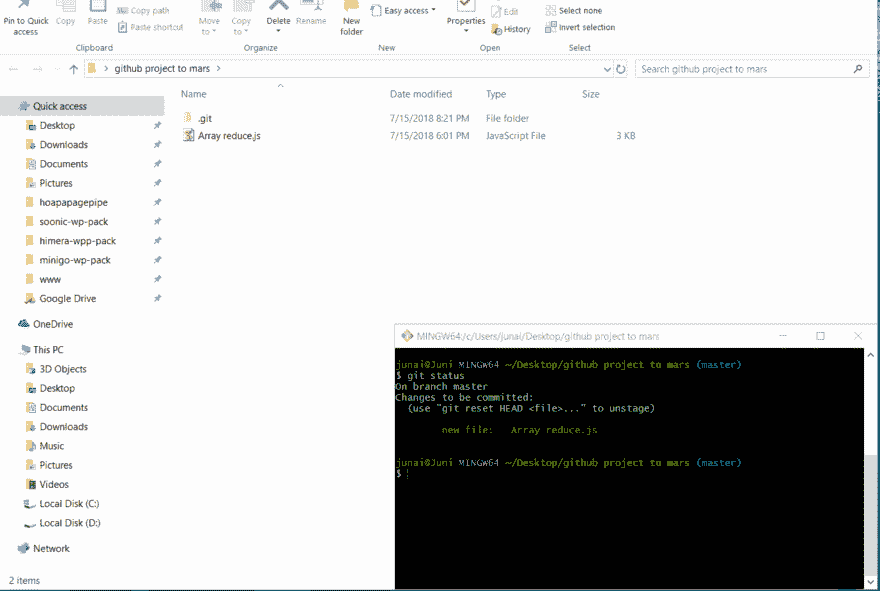 Pin to Quick access
Copy
Paste
Copy path
Paste shortcut
Move to
Copy to
Delete
Rename
New folder
Easy access
Properties
Edit
History
Select none
Invert selection
Clipboard
Organize
New
Open
Select
github project to mars
Search github project to mars
Name
Date modified
Type
Size
.git
7/15/2018 8:21 PM
File folder
Array reduce.js
7/15/2018 6:01 PM
JavaScript File
3 KB
Quick access
Desktop
Downloads
Documents
Pictures
hoapapagepipe
soonic-wp-pack
himera-wpp-pack
minigo-wp-pack
www
Google Drive
OneDrive
This PC
3D Objects
Desktop
Documents
Downloads
Music
Pictures
Videos
Local Disk (C:)
Local Disk (D:)
Network
2 items
MINGW64:/c/Users/junai/Desktop/github project to mars
junai@Juni MINGW64 ~/Desktop/github project to mars (master)
$ git status
On branch master
Changes to be committed:
(use "git reset HEAD <file>..." to unstage)
new file: Array reduce.js
junai@Juni MINGW64 ~/Desktop/github project to mars (master)
$